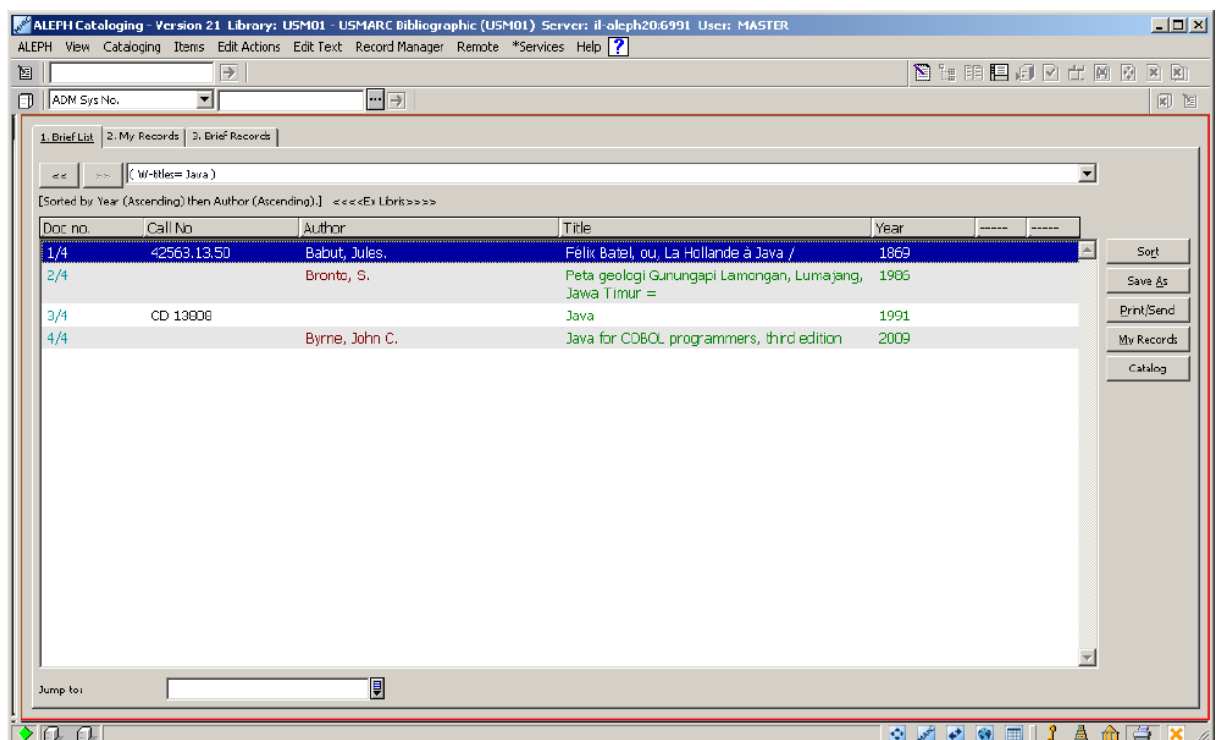 ALEPH Cataloging - Version 21 Library: USM01 - USMARC Bibliographic (USM01) Server: il-aleph20:6991 User: MASTER
ALEPH View Cataloging Items Edit Actions Edit Text Record Manager Remote *Services Help ?
ADM Sys No. ...
1. Brief List 2. My Records 3. Brief Records
<< >> ( W-titles= Java )
[Sorted by Year (Ascending) then Author (Ascending).] <<<<Ex Libris>>>>
Doc no. Call No Author Title Year ----- -----
1/4 42563.13.50 Babut, Jules. Félix Batel, ou, La Hollande à Java / 1869
2/4 Bronto, S. Peta geologi Gunungapi Lamongan, Lumajang, 1986
Jawa Timur =
3/4 CD 13808 Java 1991
4/4 Byrne, John C. Java for COBOL programmers, third edition 2009
Sort
Save As
Print/Send
My Records
Catalog
Jump to: